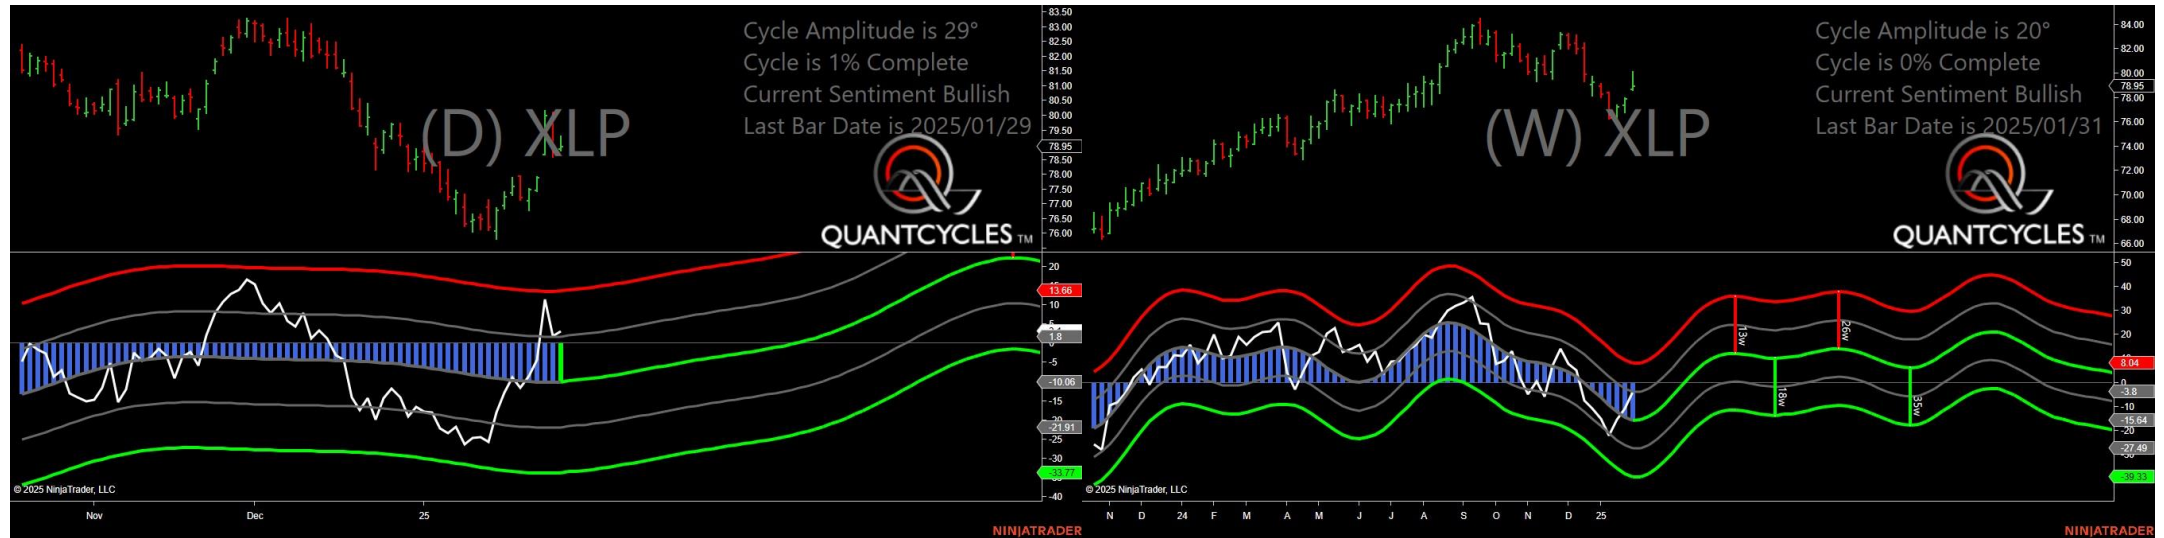 Cycle Amplitude is 29°
Cycle is 1% Complete
Current Sentiment Bullish
Last Bar Date is 2025/01/29
(D) XLP
QUANTCYCLES TM
83.50
83.00
82.50
82.00
81.50
81.00
80.50
80.00
79.50
78.95
78.50
78.00
77.50
77.00
76.50
76.00
20
13.66
10
1.8
-5
-10.06
-15
-21.91
-25
-30
-33.77
-40
© 2025 NinjaTrader, LLC
Nov Dec 25
NINJATRADER
Cycle Amplitude is 20°
Cycle is 0% Complete
Current Sentiment Bullish
Last Bar Date is 2025/01/31
(W) XLP
QUANTCYCLES TM
84.00
82.00
80.00
78.95
78.00
76.00
74.00
72.00
70.00
68.00
66.00
50
40
30
20
8.04
0
-3.8
-10
-15.64
-20
-27.49
-39.33
13w
26w
18w
35w
© 2025 NinjaTrader, LLC
N D 24 F M A M J J A S O N D 25
NINJATRADER